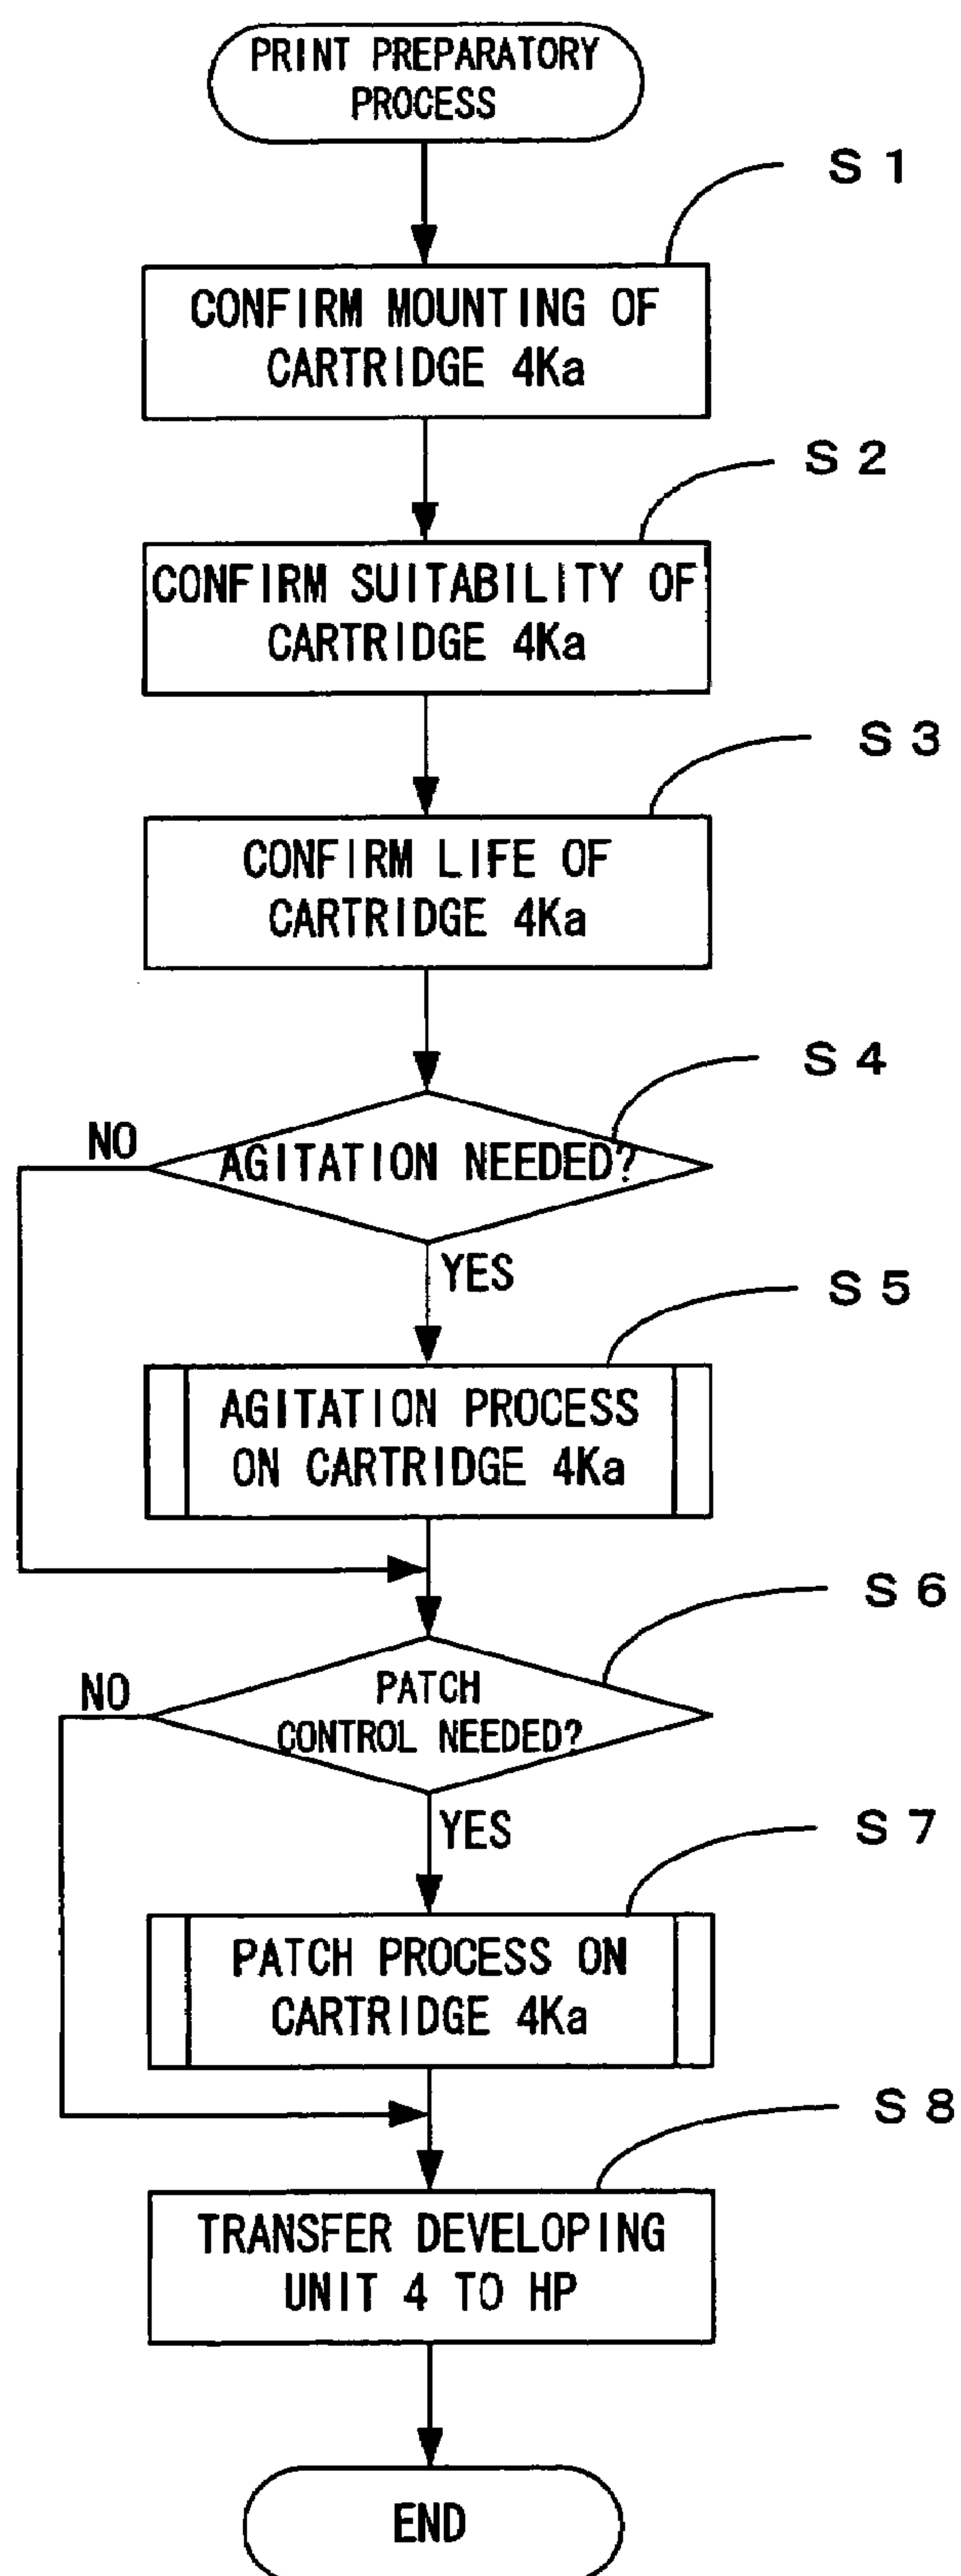 PRINT PREPARATORY
PROCESS
S 1
CONFIRM MOUNTING OF
CARTRIDGE 4Ka
S 2
CONFIRM SUITABILITY OF
CARTRIDGE 4Ka
S 3
CONFIRM LIFE OF
CARTRIDGE 4Ka
S 4
NO
AGITATION NEEDED?
YES
S 5
AGITATION PROCESS
ON CARTRIDGE 4Ka
S 6
NO
PATCH
CONTROL NEEDED?
YES
S 7
PATCH PROCESS ON
CARTRIDGE 4Ka
S 8
TRANSFER DEVELOPING
UNIT 4 TO HP
END